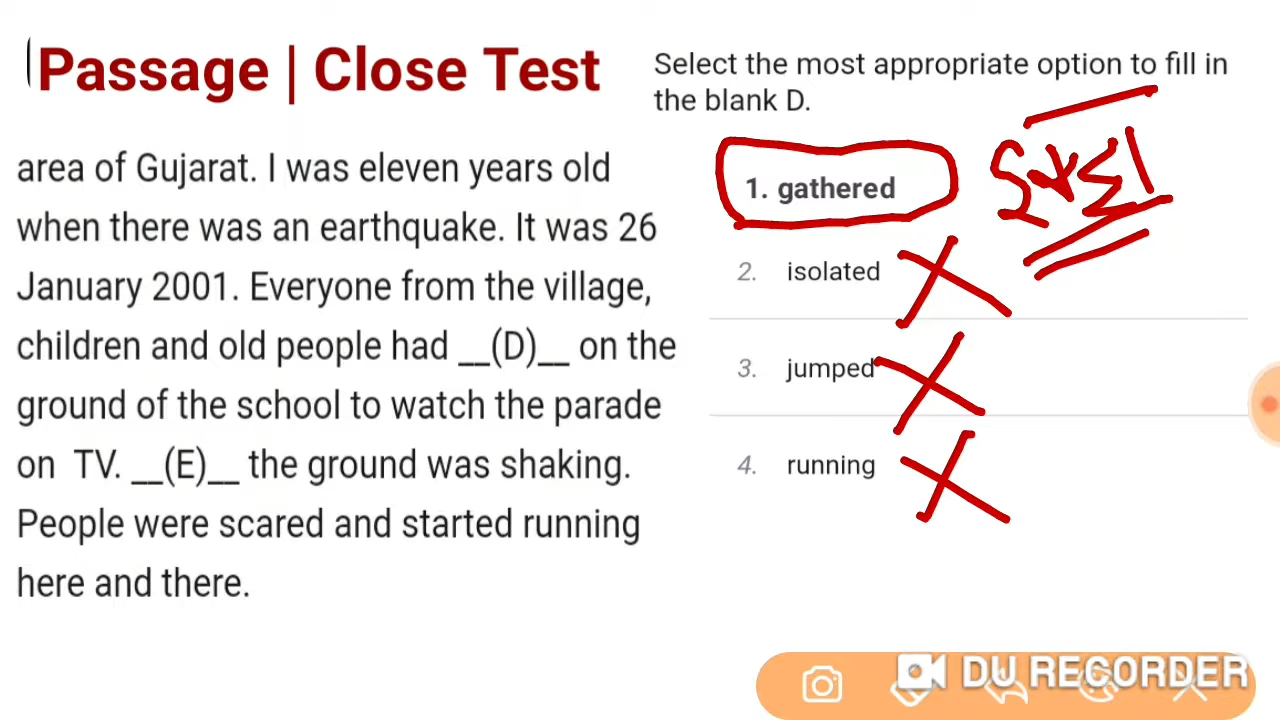 Passage | Close Test
area of Gujarat. I was eleven years old
when there was an earthquake. It was 26
January 2001. Everyone from the village,
children and old people had __(D)__ on the
ground of the school to watch the parade
on TV. __(E)__ the ground was shaking.
People were scared and started running
here and there.
Select the most appropriate option to fill in
the blank D.
1. gathered
2. isolated
3. jumped
4. running
DU RECORDER